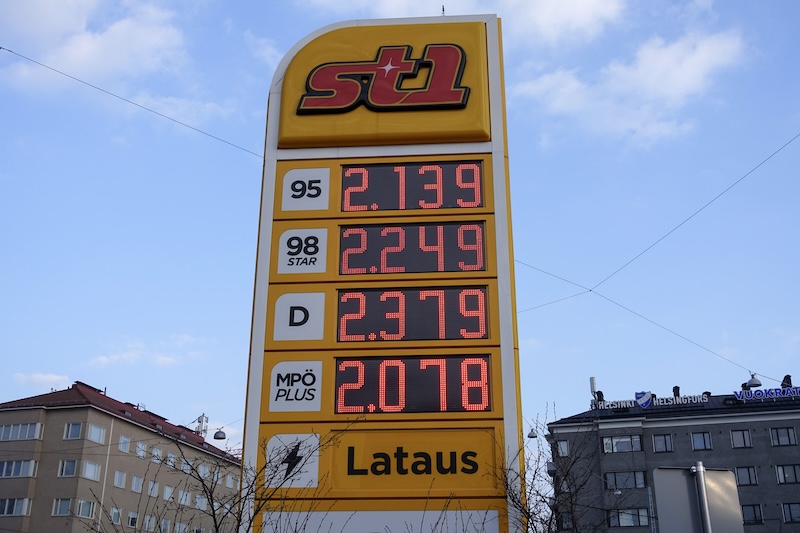 st1
95 2.139
98 STAR 2.249
D 2.379
MPÖ PLUS 2.078
Lataus
HELSINKI HELSINGFORS
VUOKRAT